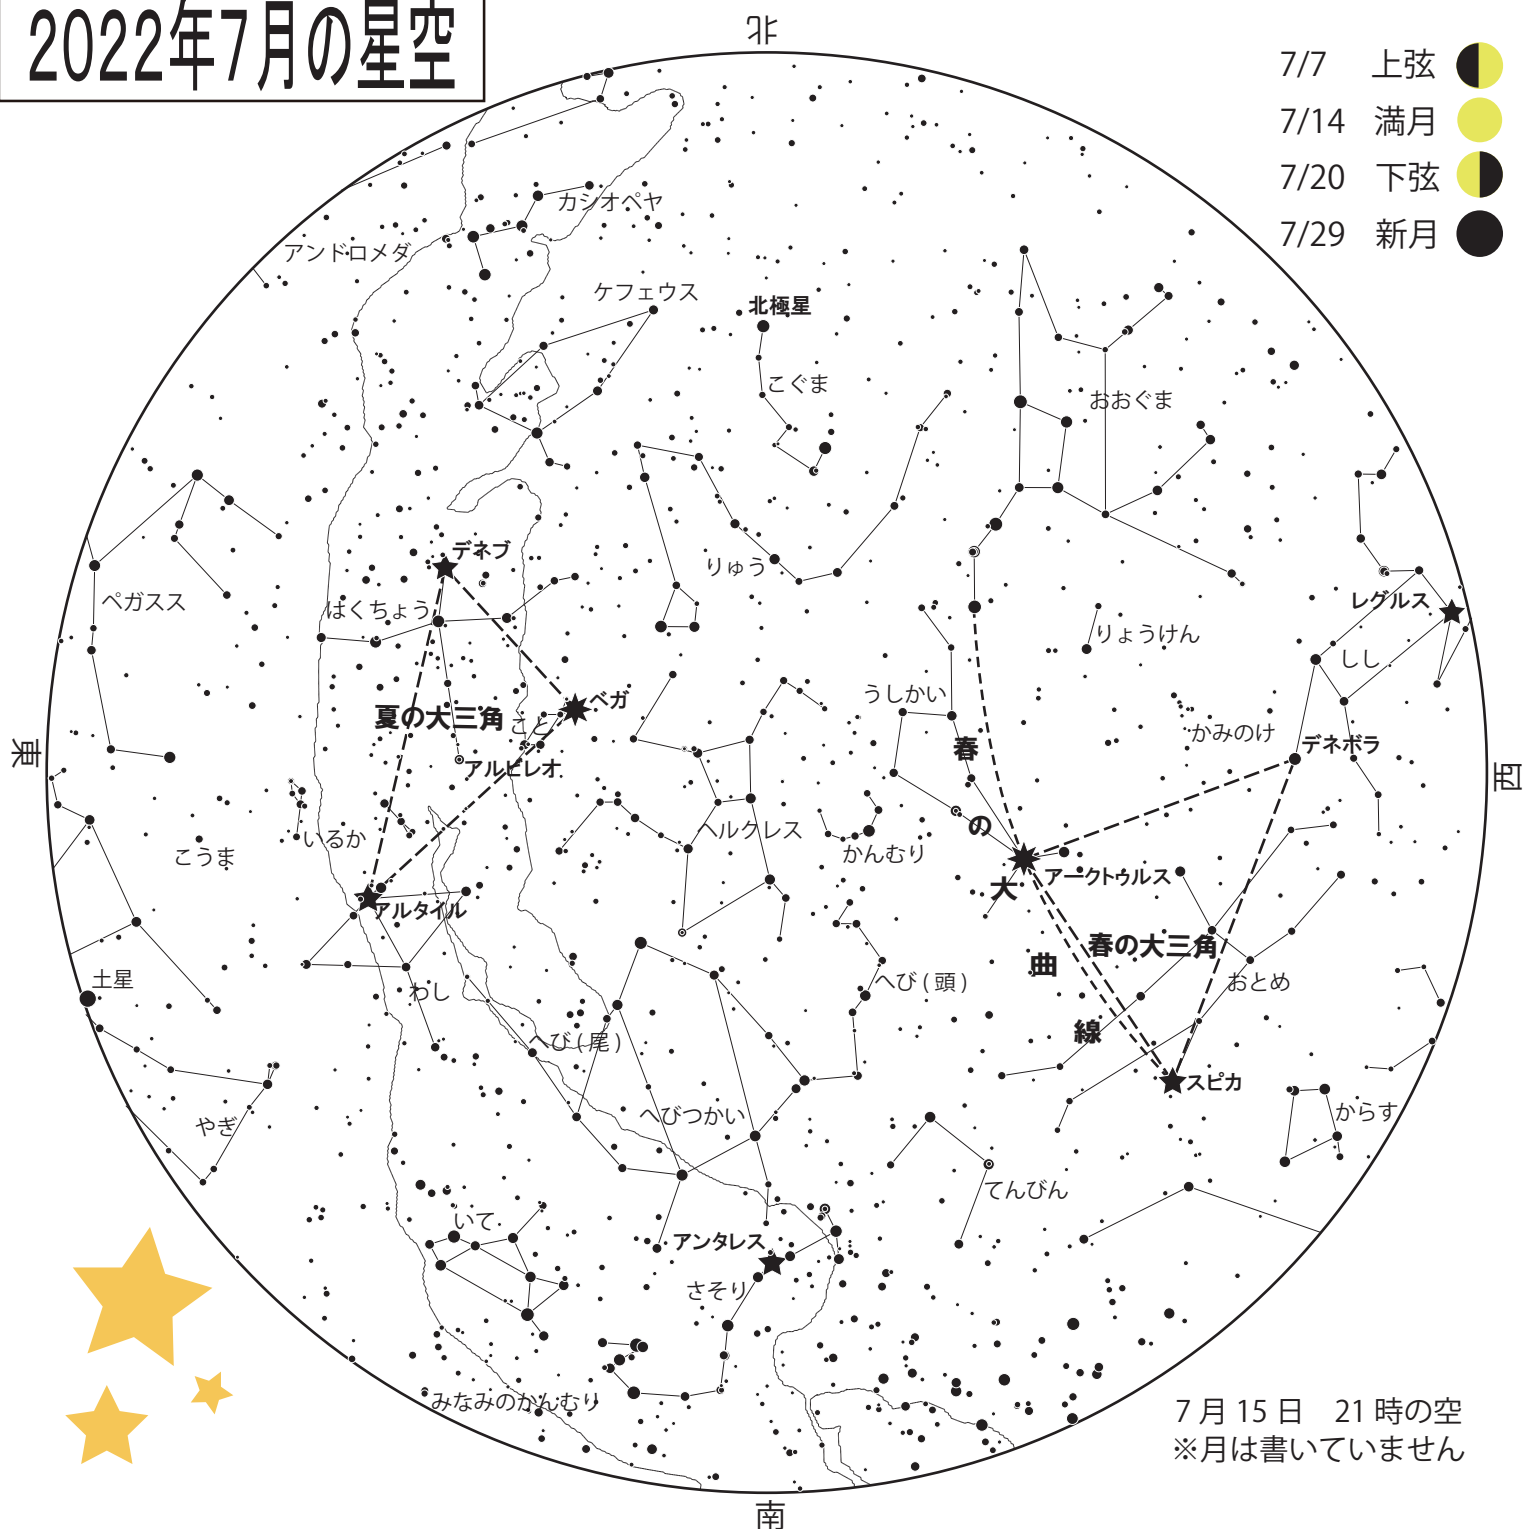 2022年7月の星空
北
7/7 上弦
7/14 満月
7/20 下弦
7/29 新月
カシオペヤ
アンドロメダ
ケフェウス
北極星
こぐま
おおぐま
デネブ
りゅう
はくちょう
ペガスス
レグルス
りょうけん
しし
うしかい
ベガ
夏の大三角
こと
かみのけ
デネボラ
春の大曲線
東
西
アルビレオ
ヘルクレス
いるか
こうま
かんむり
アークトゥルス
アルタイル
春の大三角
土星
わし
へび(頭)
おとめ
へび(尾)
スピカ
やぎ
へびつかい
からす
てんびん
いて
アンタレス
さそり
みなみのかんむり
7月15日 21時の空
※月は書いていません
南